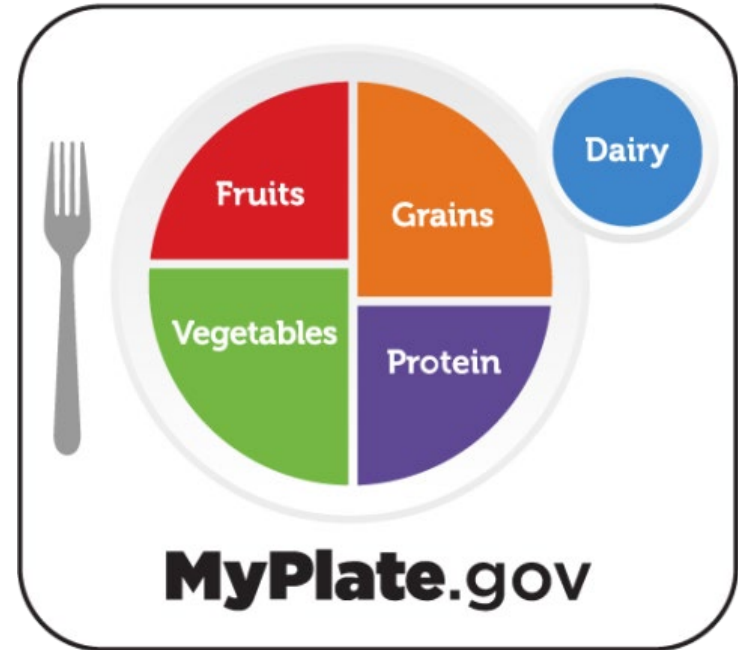 Fruits
Grains
Dairy
Vegetables
Protein
MyPlate.gov